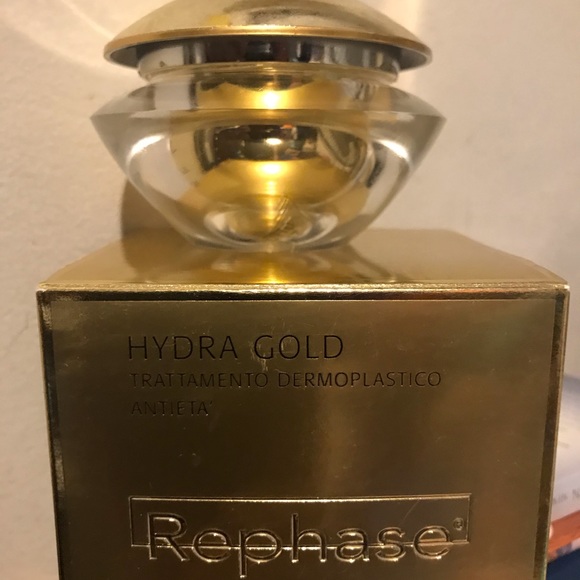 HYDRA GOLD
TRATTAMENTO DERMOPLASTICO
ANTIETA'
Rephase®